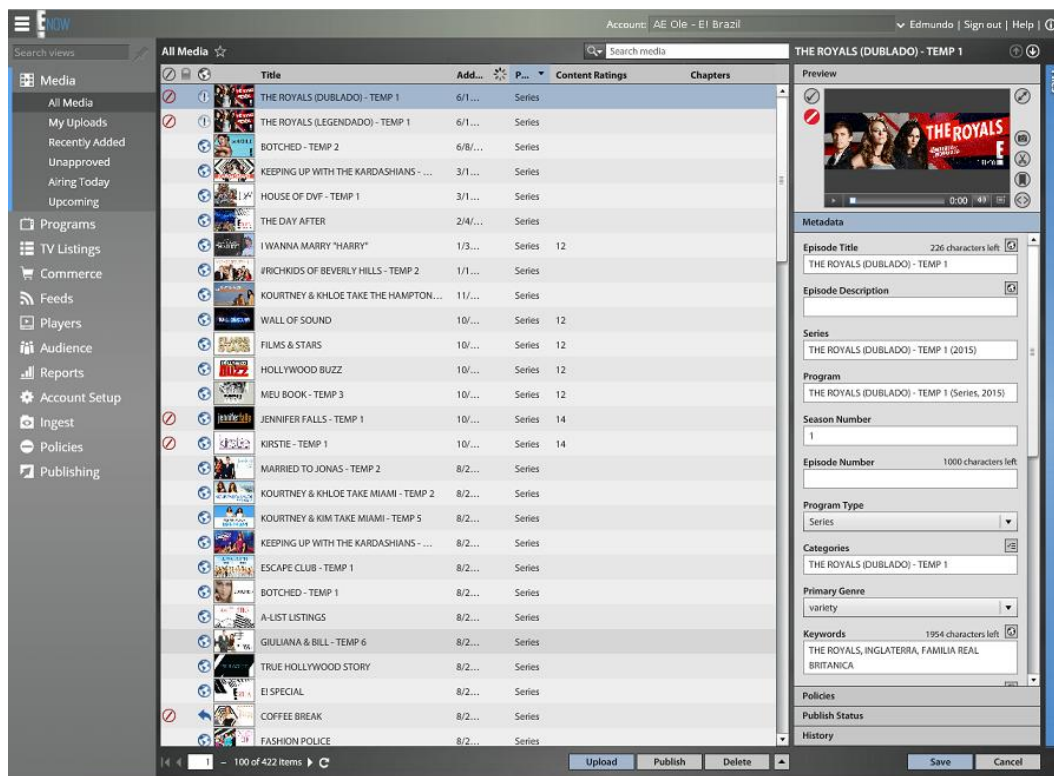 E! NOW
Account: AE Ole - E! Brazil
Edmundo | Sign out | Help |
Search views
Media
All Media
My Uploads
Recently Added
Unapproved
Airing Today
Upcoming
Programs
TV Listings
Commerce
Feeds
Players
Audience
Reports
Account Setup
Ingest
Policies
Publishing
All Media
Search media
Title Add... P... Content Ratings Chapters
THE ROYALS (DUBLADO) - TEMP 1 6/1... Series
THE ROYALS (LEGENDADO) - TEMP 1 6/1... Series
BOTCHED - TEMP 2 6/8/... Series
KEEPING UP WITH THE KARDASHIANS - ... 3/1... Series
HOUSE OF DVF - TEMP 1 3/1... Series
THE DAY AFTER 2/4/... Series
I WANNA MARRY "HARRY" 1/3... Series 12
#RICHKIDS OF BEVERLY HILLS - TEMP 2 1/1... Series
KOURTNEY & KHLOE TAKE THE HAMPTON... 11/... Series
WALL OF SOUND 10/... Series 12
FILMS & STARS 10/... Series 12
HOLLYWOOD BUZZ 10/... Series 12
MEU BOOK - TEMP 3 10/... Series 12
JENNIFER FALLS - TEMP 1 10/... Series 14
KIRSTIE - TEMP 1 10/... Series 14
MARRIED TO JONAS - TEMP 2 8/2... Series
KOURTNEY & KHLOE TAKE MIAMI - TEMP 2 8/2... Series
KOURTNEY & KIM TAKE MIAMI - TEMP 5 8/2... Series
KEEPING UP WITH THE KARDASHIANS - ... 8/2... Series
ESCAPE CLUB - TEMP 1 8/2... Series
BOTCHED - TEMP 1 8/2... Series
A-LIST LISTINGS 8/2... Series
GIULIANA & BILL - TEMP 6 8/2... Series
TRUE HOLLYWOOD STORY 8/2... Series
E! SPECIAL 8/2... Series
COFFEE BREAK 8/2... Series
FASHION POLICE 8/2... Series
1 - 100 of 422 items
Upload Publish Delete
THE ROYALS (DUBLADO) - TEMP 1
Preview
THE ROYALS
0:00
Metadata
Episode Title 226 characters left
THE ROYALS (DUBLADO) - TEMP 1
Episode Description
Series
THE ROYALS (DUBLADO) - TEMP 1 (2015)
Program
THE ROYALS (DUBLADO) - TEMP 1 (Series, 2015)
Season Number
1
Episode Number 1000 characters left
Program Type
Series
Categories
THE ROYALS (DUBLADO) - TEMP 1
Primary Genre
variety
Keywords 1954 characters left
THE ROYALS, INGLATERRA, FAMILIA REAL
BRITANICA
Policies
Publish Status
History
Save Cancel